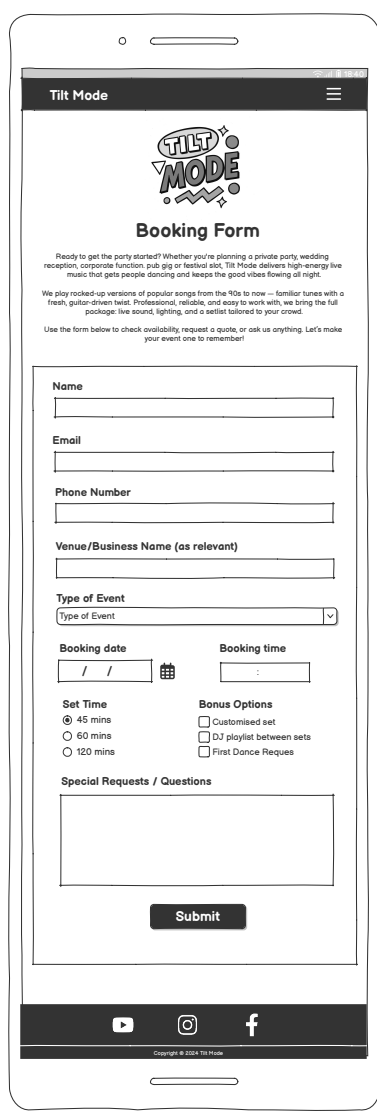 18:40
Tilt Mode
TILT
MODE
Booking Form
Ready to get the party started? Whether you're planning a private party, wedding
reception, corporate function. pub gig or festival slot, Tilt Mode delivers high-energy live
music that gets people dancing and keeps the good vibes flowing all night.
We play rocked-up versions of popular songs from the 90s to now — familiar tunes with a
fresh, guitar-driven twist. Professional, reliable, and easy to work with, we bring the full
package: live sound, lighting, and a setlist tailored to your crowd.
Use the form below to check availability, request a quote, or ask us anything. Let's make
your event one to remember!
Name
Email
Phone Number
Venue/Business Name (as relevant)
Type of Event
Type of Event
Booking date Booking time
/ / :
Set Time Bonus Options
45 mins Customised set
60 mins DJ playlist between sets
120 mins First Dance Reques
Special Requests / Questions
Submit
Copyright © 2024 Tilt Mode